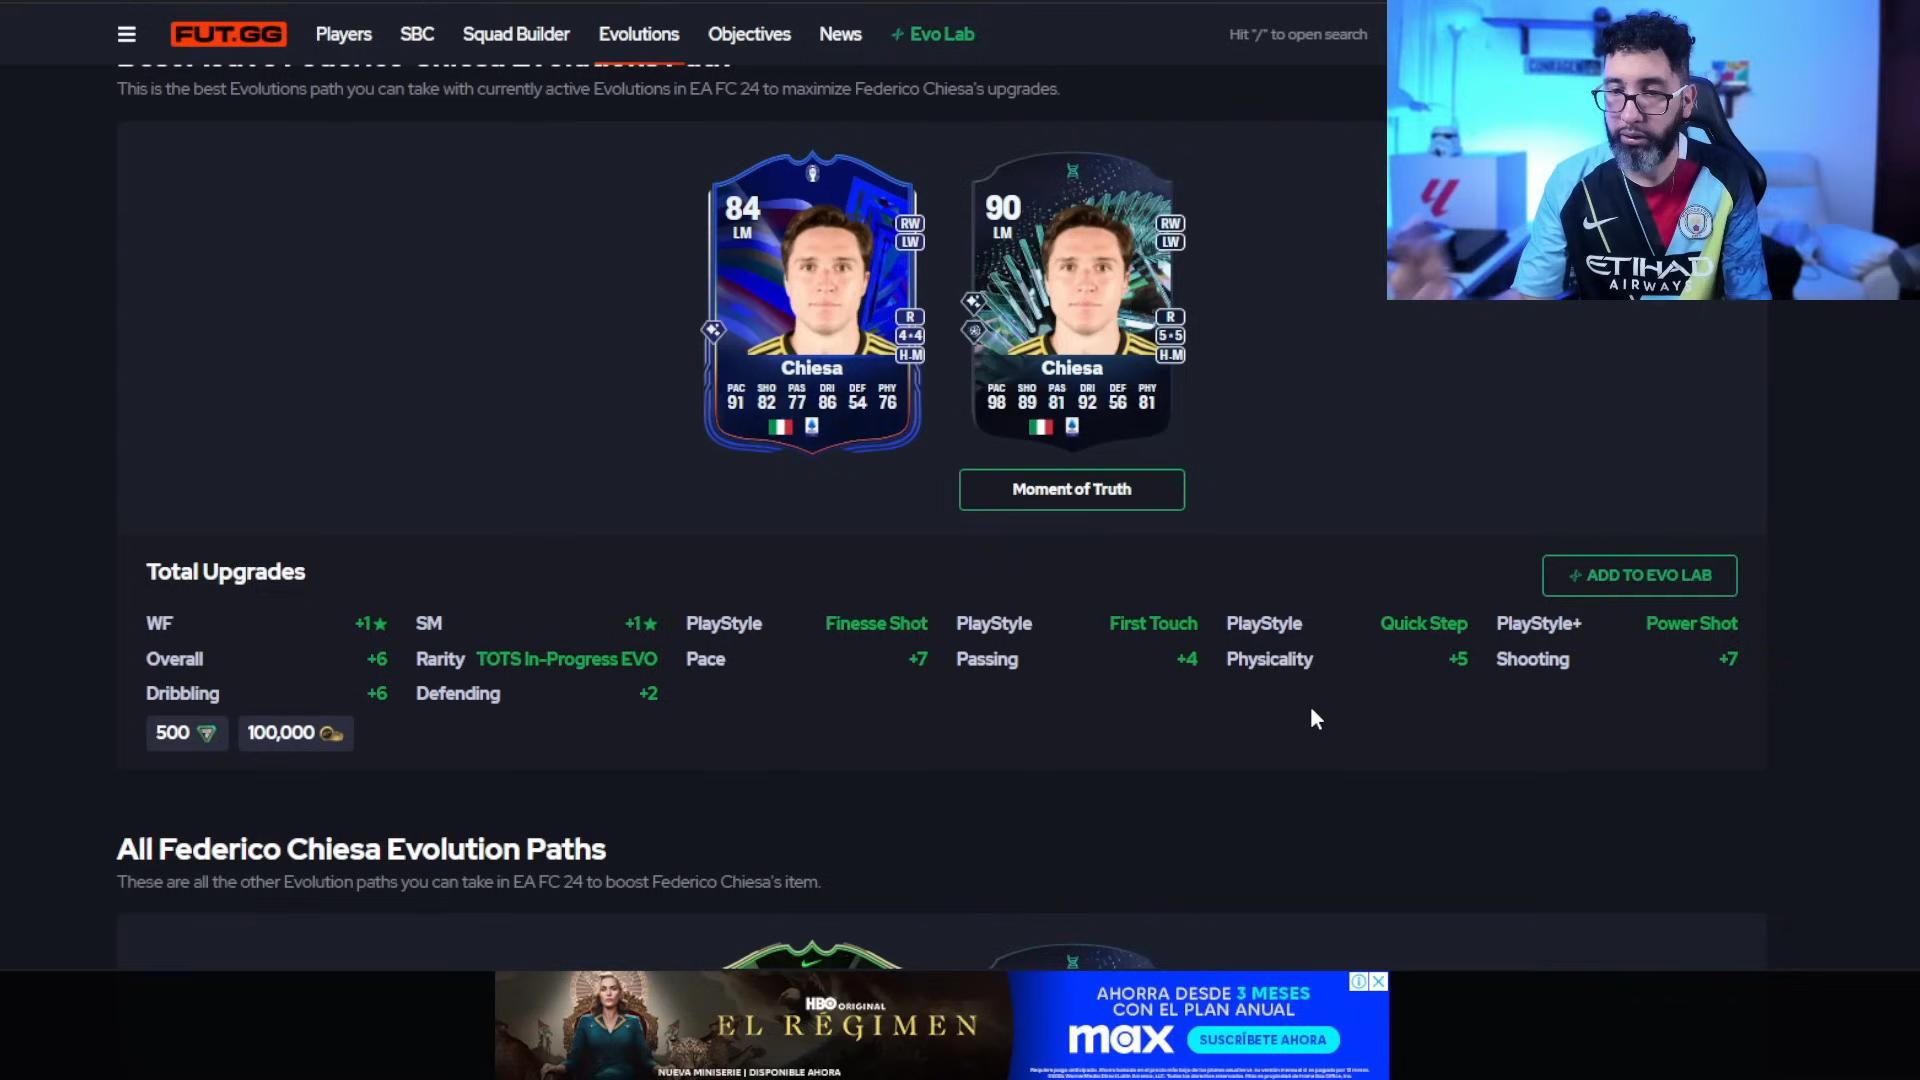 FUT.GG
Players
SBC
Squad Builder
Evolutions
Objectives
News
Evo Lab
Hit "/" to open search
This is the best Evolutions path you can take with currently active Evolutions in EA FC 24 to maximize Federico Chiesa's upgrades.
84
LM
RW
LW
R
4★4
H-M
Chiesa
PAC SHO PAS DRI DEF PHY
91 82 77 86 54 76
90
LM
RW
LW
R
5★5
H-M
Chiesa
PAC SHO PAS DRI DEF PHY
98 89 81 92 56 81
Moment of Truth
ETIHAD
AIRWAYS
Total Upgrades
ADD TO EVO LAB
WF +1★ SM +1★ PlayStyle Finesse Shot PlayStyle First Touch PlayStyle Quick Step PlayStyle+ Power Shot
Overall +6 Rarity TOTS In-Progress EVO Pace +7 Passing +4 Physicality +5 Shooting +7
Dribbling +6 Defending +2
500 100,000
All Federico Chiesa Evolution Paths
These are all the other Evolution paths you can take in EA FC 24 to boost Federico Chiesa's item.
HBO ORIGINAL
EL RÉGIMEN
NUEVA MINISERIE | DISPONIBLE AHORA
AHORRA DESDE 3 MESES
CON EL PLAN ANUAL
max
SUSCRÍBETE AHORA